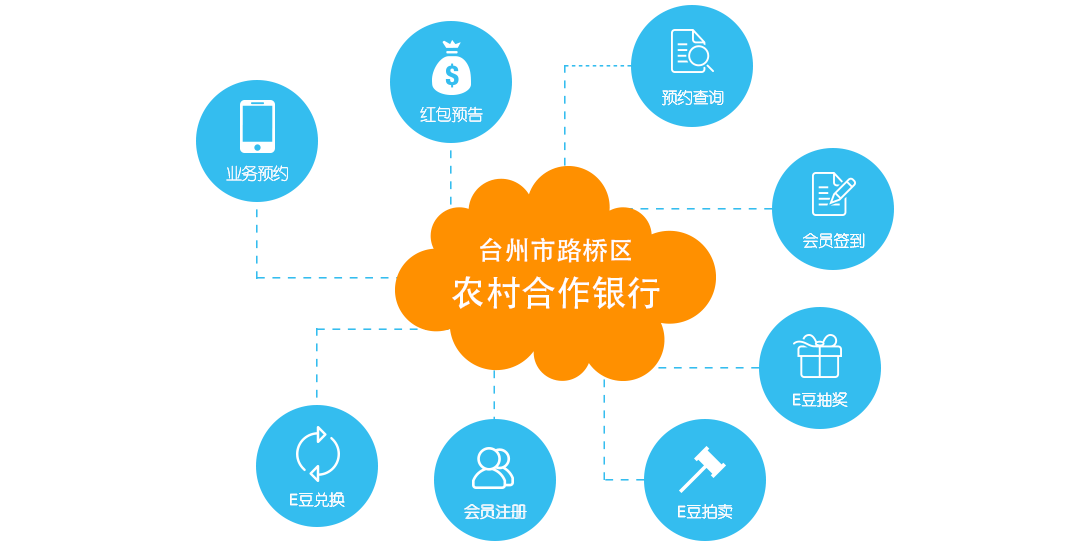 预约查询
红包预告
业务预约
会员签到
台州市路桥区
农村合作银行
E豆抽奖
E豆兑换
会员注册
E豆拍卖